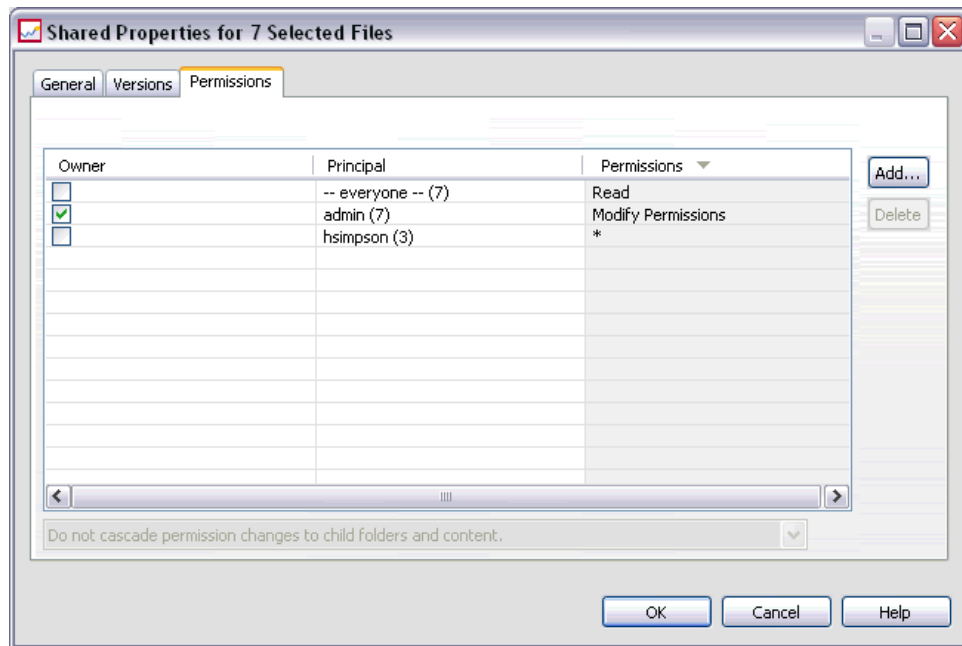 Shared Properties for 7 Selected Files
General Versions Permissions
Owner Principal Permissions
-- everyone -- (7) Read
admin (7) Modify Permissions
hsimpson (3) *
Add...
Delete
Do not cascade permission changes to child folders and content.
OK Cancel Help